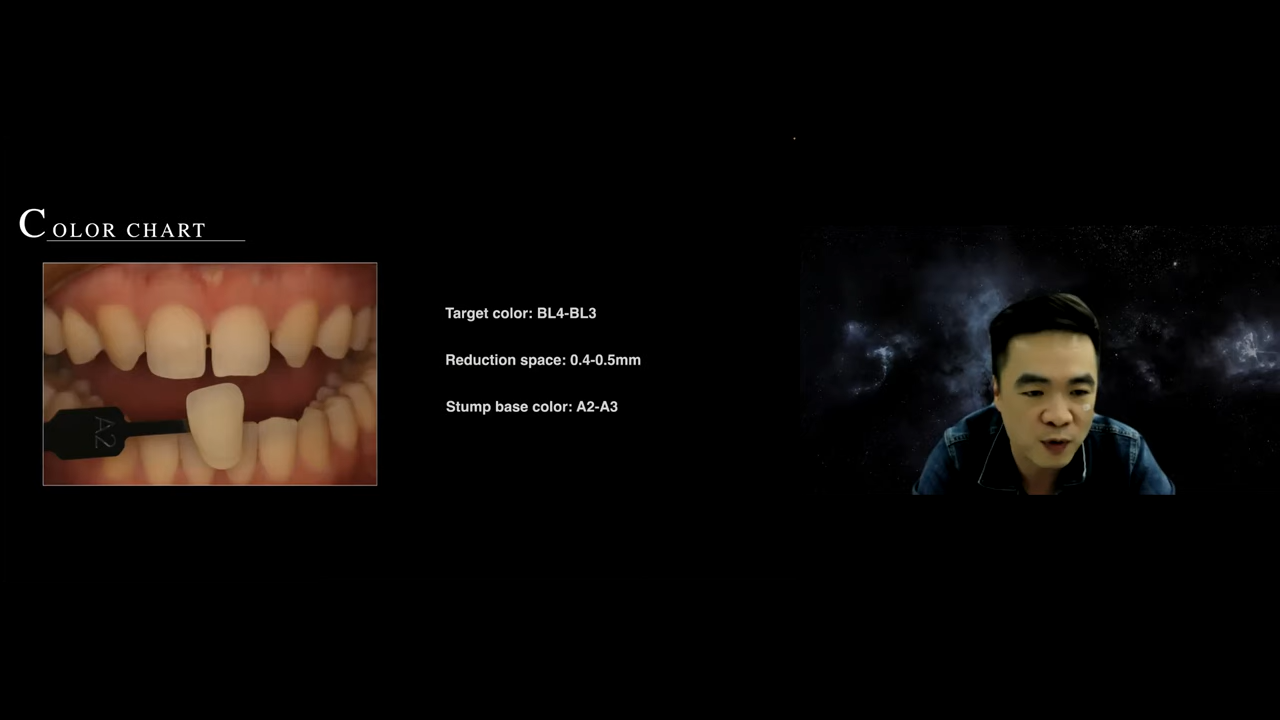 COLOR CHART
A2
Target color: BL4-BL3
Reduction space: 0.4-0.5mm
Stump base color: A2-A3